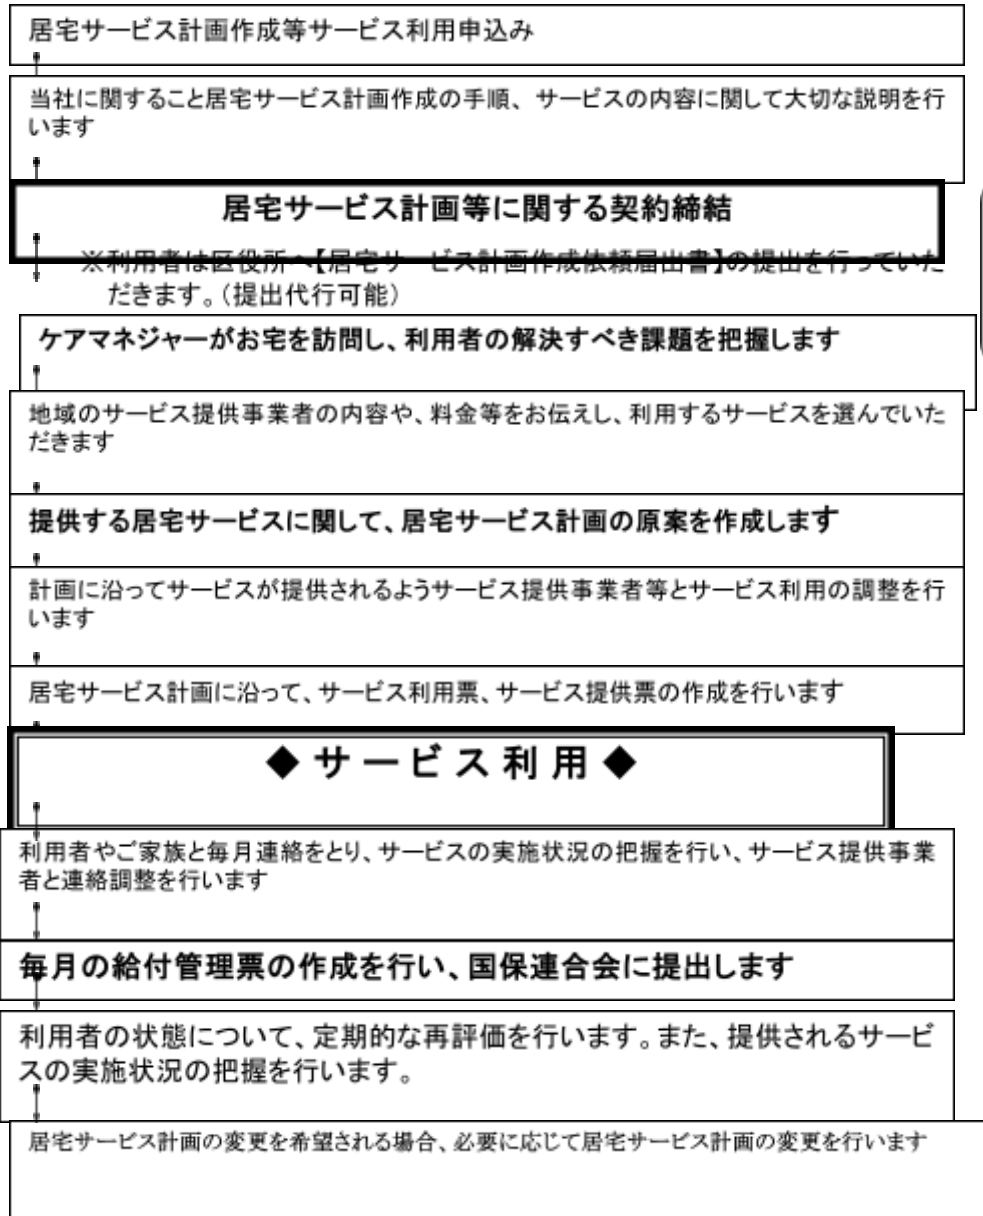 居宅サービス計画作成等サービス利用申込み
当社に関すること居宅サービス計画作成の手順、サービスの内容に関して大切な説明を行
います
居宅サービス計画等に関する契約締結
※利用者は区役所へ【居宅サービス計画作成依頼届出書】の提出を行っていた
だきます。（提出代行可能）
ケアマネジャーがお宅を訪問し、利用者の解決すべき課題を把握します
地域のサービス提供事業者の内容や、料金等をお伝えし、利用するサービスを選んでいた
だきます
提供する居宅サービスに関して、居宅サービス計画の原案を作成します
計画に沿ってサービスが提供されるようサービス提供事業者等とサービス利用の調整を行
います
居宅サービス計画に沿って、サービス利用票、サービス提供票の作成を行います
◆ サ ー ビ ス 利 用 ◆
利用者やご家族と毎月連絡をとり、サービスの実施状況の把握を行い、サービス提供事業
者と連絡調整を行います
毎月の給付管理票の作成を行い、国保連合会に提出します
利用者の状態について、定期的な再評価を行います。また、提供されるサービ
スの実施状況の把握を行います。
居宅サービス計画の変更を希望される場合、必要に応じて居宅サービス計画の変更を行います